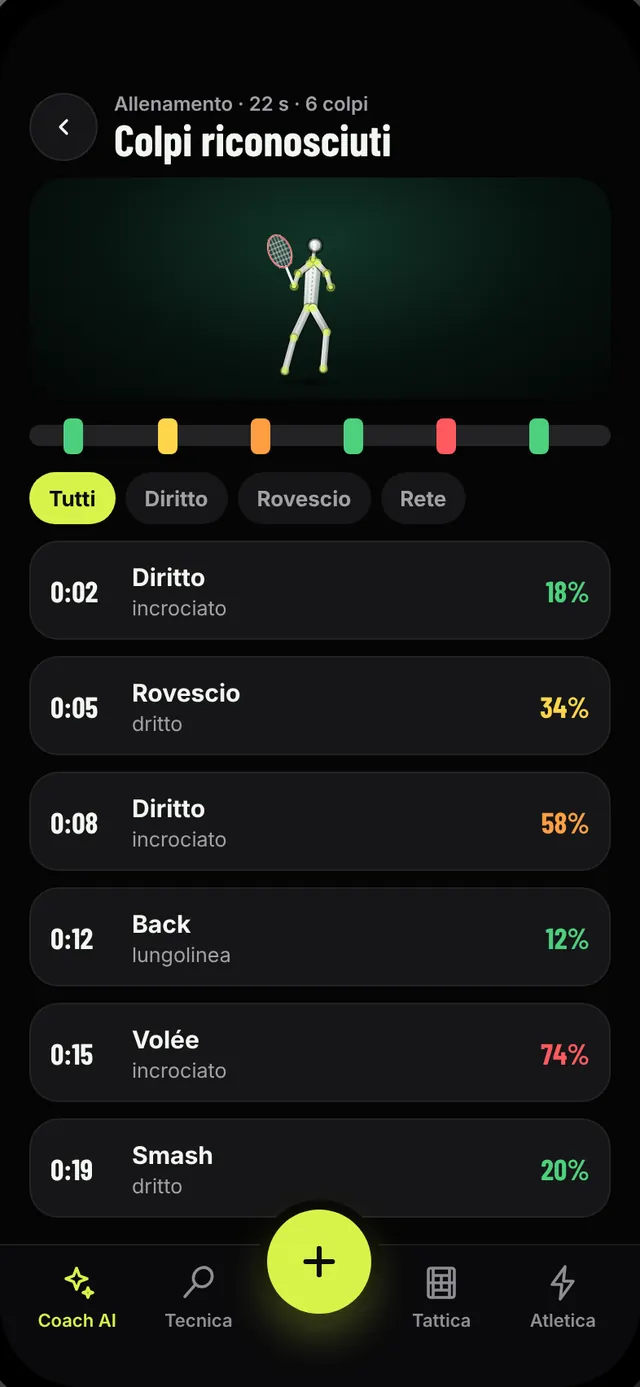 Allenamento · 22 s · 6 colpi
Colpi riconosciuti
Tutti
Diritto
Rovescio
Rete
0:02
Diritto
incrociato
18%
0:05
Rovescio
dritto
34%
0:08
Diritto
incrociato
58%
0:12
Back
lungolinea
12%
0:15
Volée
incrociato
74%
0:19
Smash
dritto
20%
Coach AI
Tecnica
Tattica
Atletica